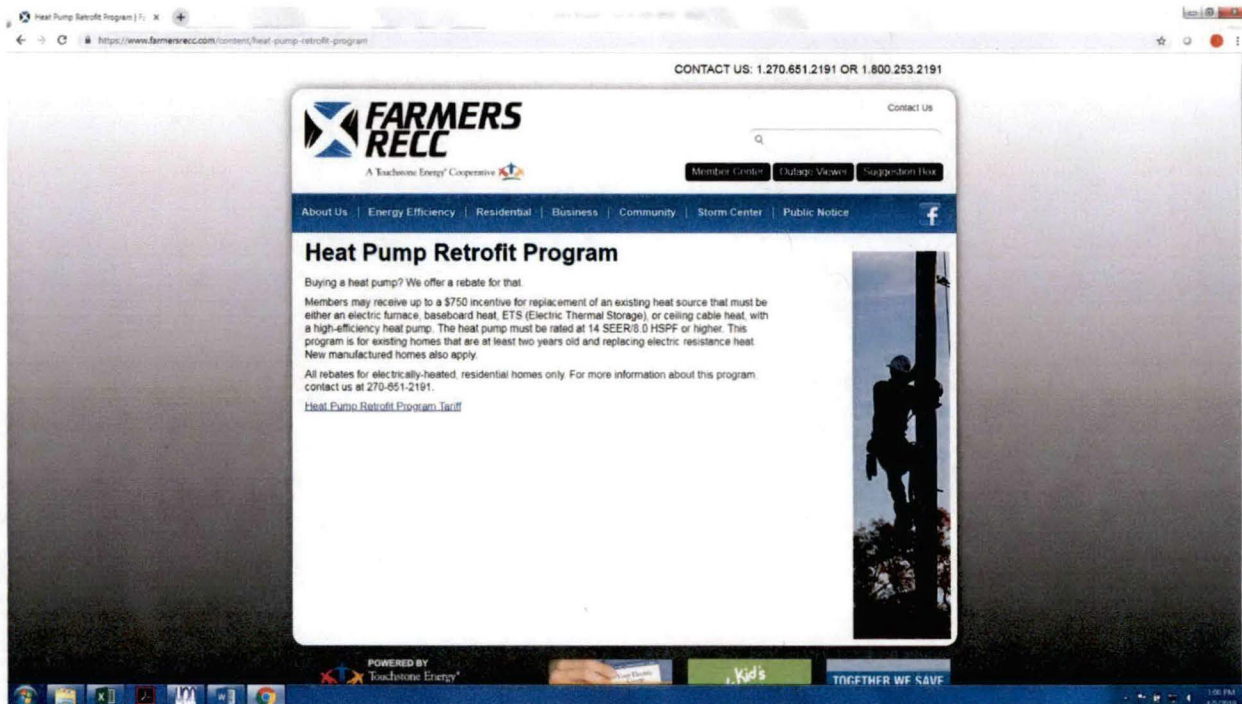 Heat Pump Retrofit Program | F
https://www.farmersrecc.com/content/heat-pump-retrofit-program
CONTACT US: 1.270.651.2191 OR 1.800.253.2191
FARMERS
RECC
A Touchstone Energy® Cooperative
Contact Us
Member Center Outage Viewer Suggestion Box
About Us | Energy Efficiency | Residential | Business | Community | Storm Center | Public Notice
Heat Pump Retrofit Program
Buying a heat pump? We offer a rebate for that.
Members may receive up to a $750 incentive for replacement of an existing heat source that must be
either an electric furnace, baseboard heat, ETS (Electric Thermal Storage), or ceiling cable heat, with
a high-efficiency heat pump. The heat pump must be rated at 14 SEER/8.0 HSPF or higher. This
program is for existing homes that are at least two years old and replacing electric resistance heat.
New manufactured homes also apply.
All rebates for electrically-heated, residential homes only. For more information about this program,
contact us at 270-651-2191.
Heat Pump Retrofit Program Tariff
POWERED BY
Touchstone Energy®
Kid's
TOGETHER WE SAVE
1:00 PM